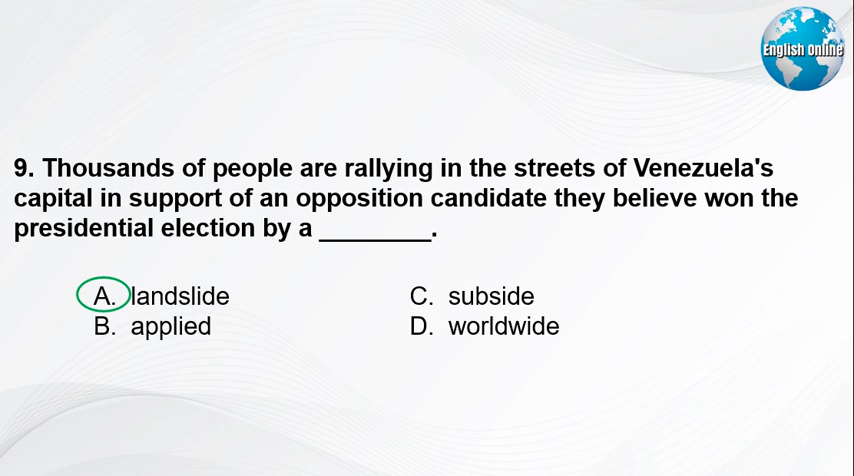 English Online
9. Thousands of people are rallying in the streets of Venezuela's
capital in support of an opposition candidate they believe won the
presidential election by a ________.
A. landslide
B. applied
C. subside
D. worldwide